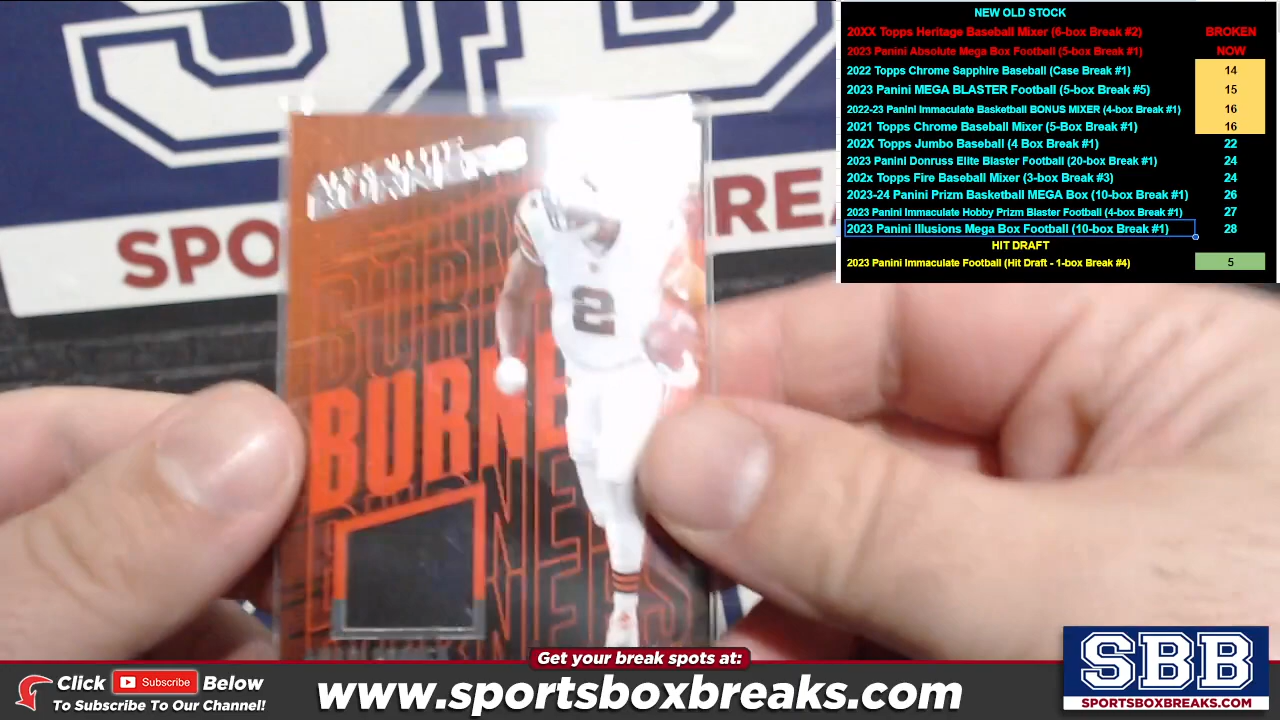 NEW OLD STOCK
20XX Topps Heritage Baseball Mixer (6-box Break #2) BROKEN
2023 Panini Absolute Mega Box Football (5-box Break #1) NOW
2022 Topps Chrome Sapphire Baseball (Case Break #1) 14
2023 Panini MEGA BLASTER Football (5-box Break #5) 15
2022-23 Panini Immaculate Basketball BONUS MIXER (4-box Break #1) 16
2021 Topps Chrome Baseball Mixer (5-Box Break #1) 16
202X Topps Jumbo Baseball (4 Box Break #1) 22
2023 Panini Donruss Elite Blaster Football (20-box Break #1) 24
202x Topps Fire Baseball Mixer (3-box Break #3) 24
2023-24 Panini Prizm Basketball MEGA Box (10-box Break #1) 26
2023 Panini Immaculate Hobby Prizm Blaster Football (4-box Break #1) 27
2023 Panini Illusions Mega Box Football (10-box Break #1) 28
HIT DRAFT
2023 Panini Immaculate Football (Hit Draft - 1-box Break #4) 5
SPO
REA
2
BURNE
NE
NEERS
Get your break spots at:
Click Subscribe Below
To Subscribe To Our Channel!
www.sportsboxbreaks.com
SBB
SPORTSBOXBREAKS.COM